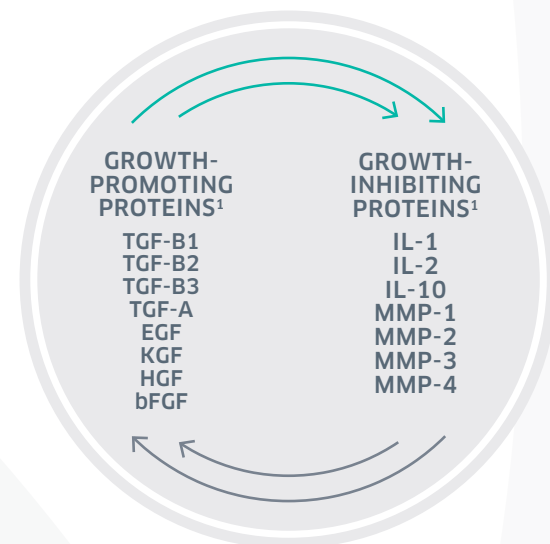 GROWTH-
PROMOTING
PROTEINS¹
TGF-B1
TGF-B2
TGF-B3
TGF-A
EGF
KGF
HGF
bFGF
GROWTH-
INHIBITING
PROTEINS¹
IL-1
IL-2
IL-10
MMP-1
MMP-2
MMP-3
MMP-4